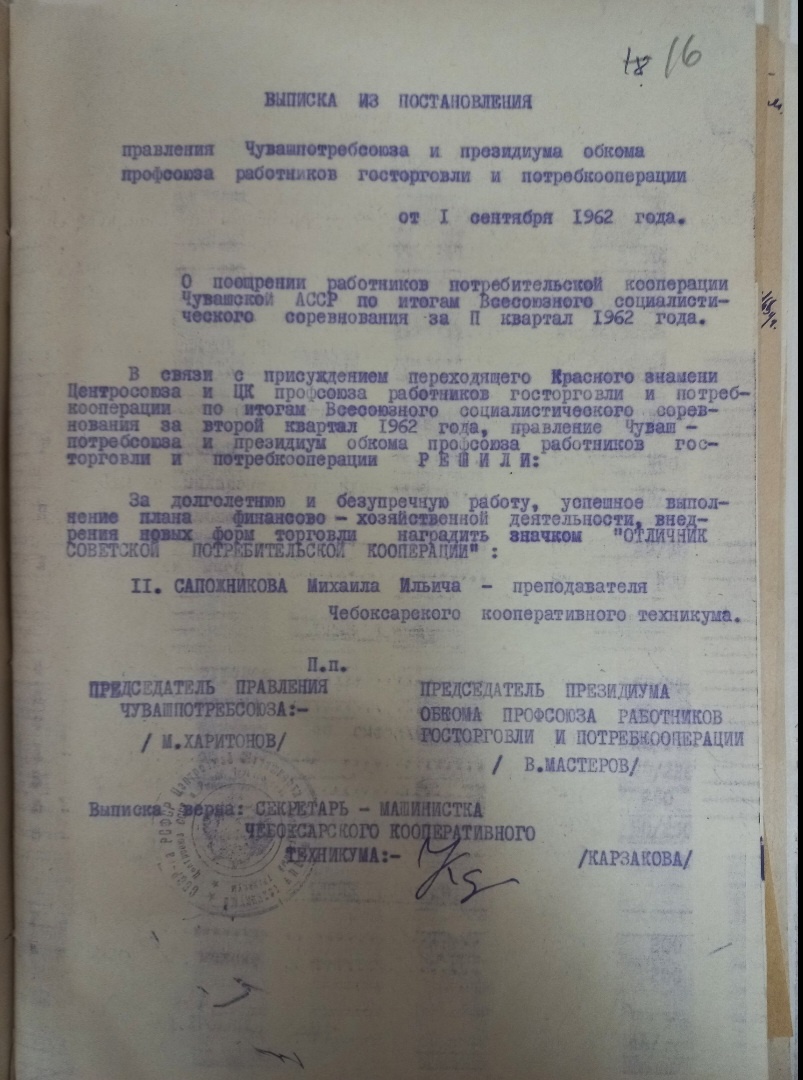 18 16
ВЫПИСКА ИЗ ПОСТАНОВЛЕНИЯ
правления Чувашпотребсоюза и президиума обкома
профсоюза работников госторговли и потребкооперации
от I сентября 1962 года.
О поощрении работников потребительской кооперации
Чувашской АССР по итогам Всесоюзного социалисти-
ческого соревнования за П квартал 1962 года.
В связи с присуждением переходящего Красного знамени
Центросоюза и ЦК профсоюза работников госторговли и потреб-
кооперации по итогам Всесоюзного социалистического сорев-
нования за второй квартал 1962 года, правление Чуваш -
потребсоюза и президиум обкома профсоюза работников гос-
торговли и потребкооперации Р Е Ш И Л И:
За долголетнюю и безупречную работу, успешное выпол-
нение плана финансово - хозяйственной деятельности, внед-
рения новых форм торговли наградить значком "ОТЛИЧНИК
СОВЕТСКОЙ ПОТРЕБИТЕЛЬСКОЙ КООПЕРАЦИИ" :
II. САПОЖНИКОВА Михаила Ильича - преподавателя
Чебоксарского кооперативного техникума.
П.п.
ПРЕДСЕДАТЕЛЬ ПРАВЛЕНИЯ
ЧУВАШПОТРЕБСОЮЗА:-
/ М.ХАРИТОНОВ/
ПРЕДСЕДАТЕЛЬ ПРЕЗИДИУМА
ОБКОМА ПРОФСОЮЗА РАБОТНИКОВ
ГОСТОРГОВЛИ И ПОТРЕБКООПЕРАЦИИ
/ В.МАСТЕРОВ/
Выписка верна: СЕКРЕТАРЬ - МАШИНИСТКА
ЧЕБОКСАРСКОГО КООПЕРАТИВНОГО
ТЕХНИКУМА:- /КАРЗАКОВА/